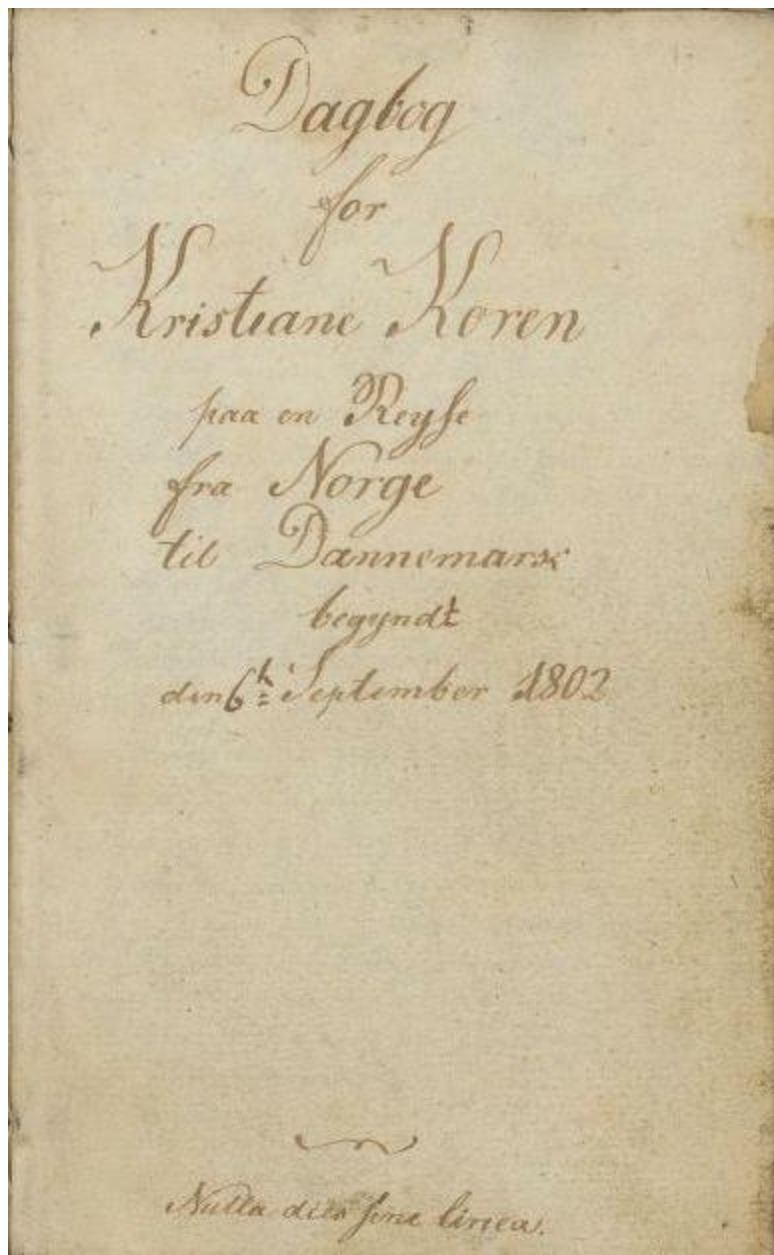 Dagbog
for
Kristiane Koren
paa en Reyse
fra Norge
til Dannemark
begyndt
den 6th September 1802
Nulla dies sine linea.